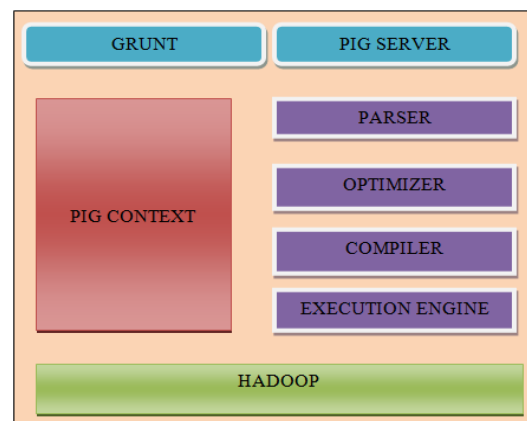 GRUNT
PIG SERVER
PIG CONTEXT
PARSER
OPTIMIZER
COMPILER
EXECUTION ENGINE
HADOOP